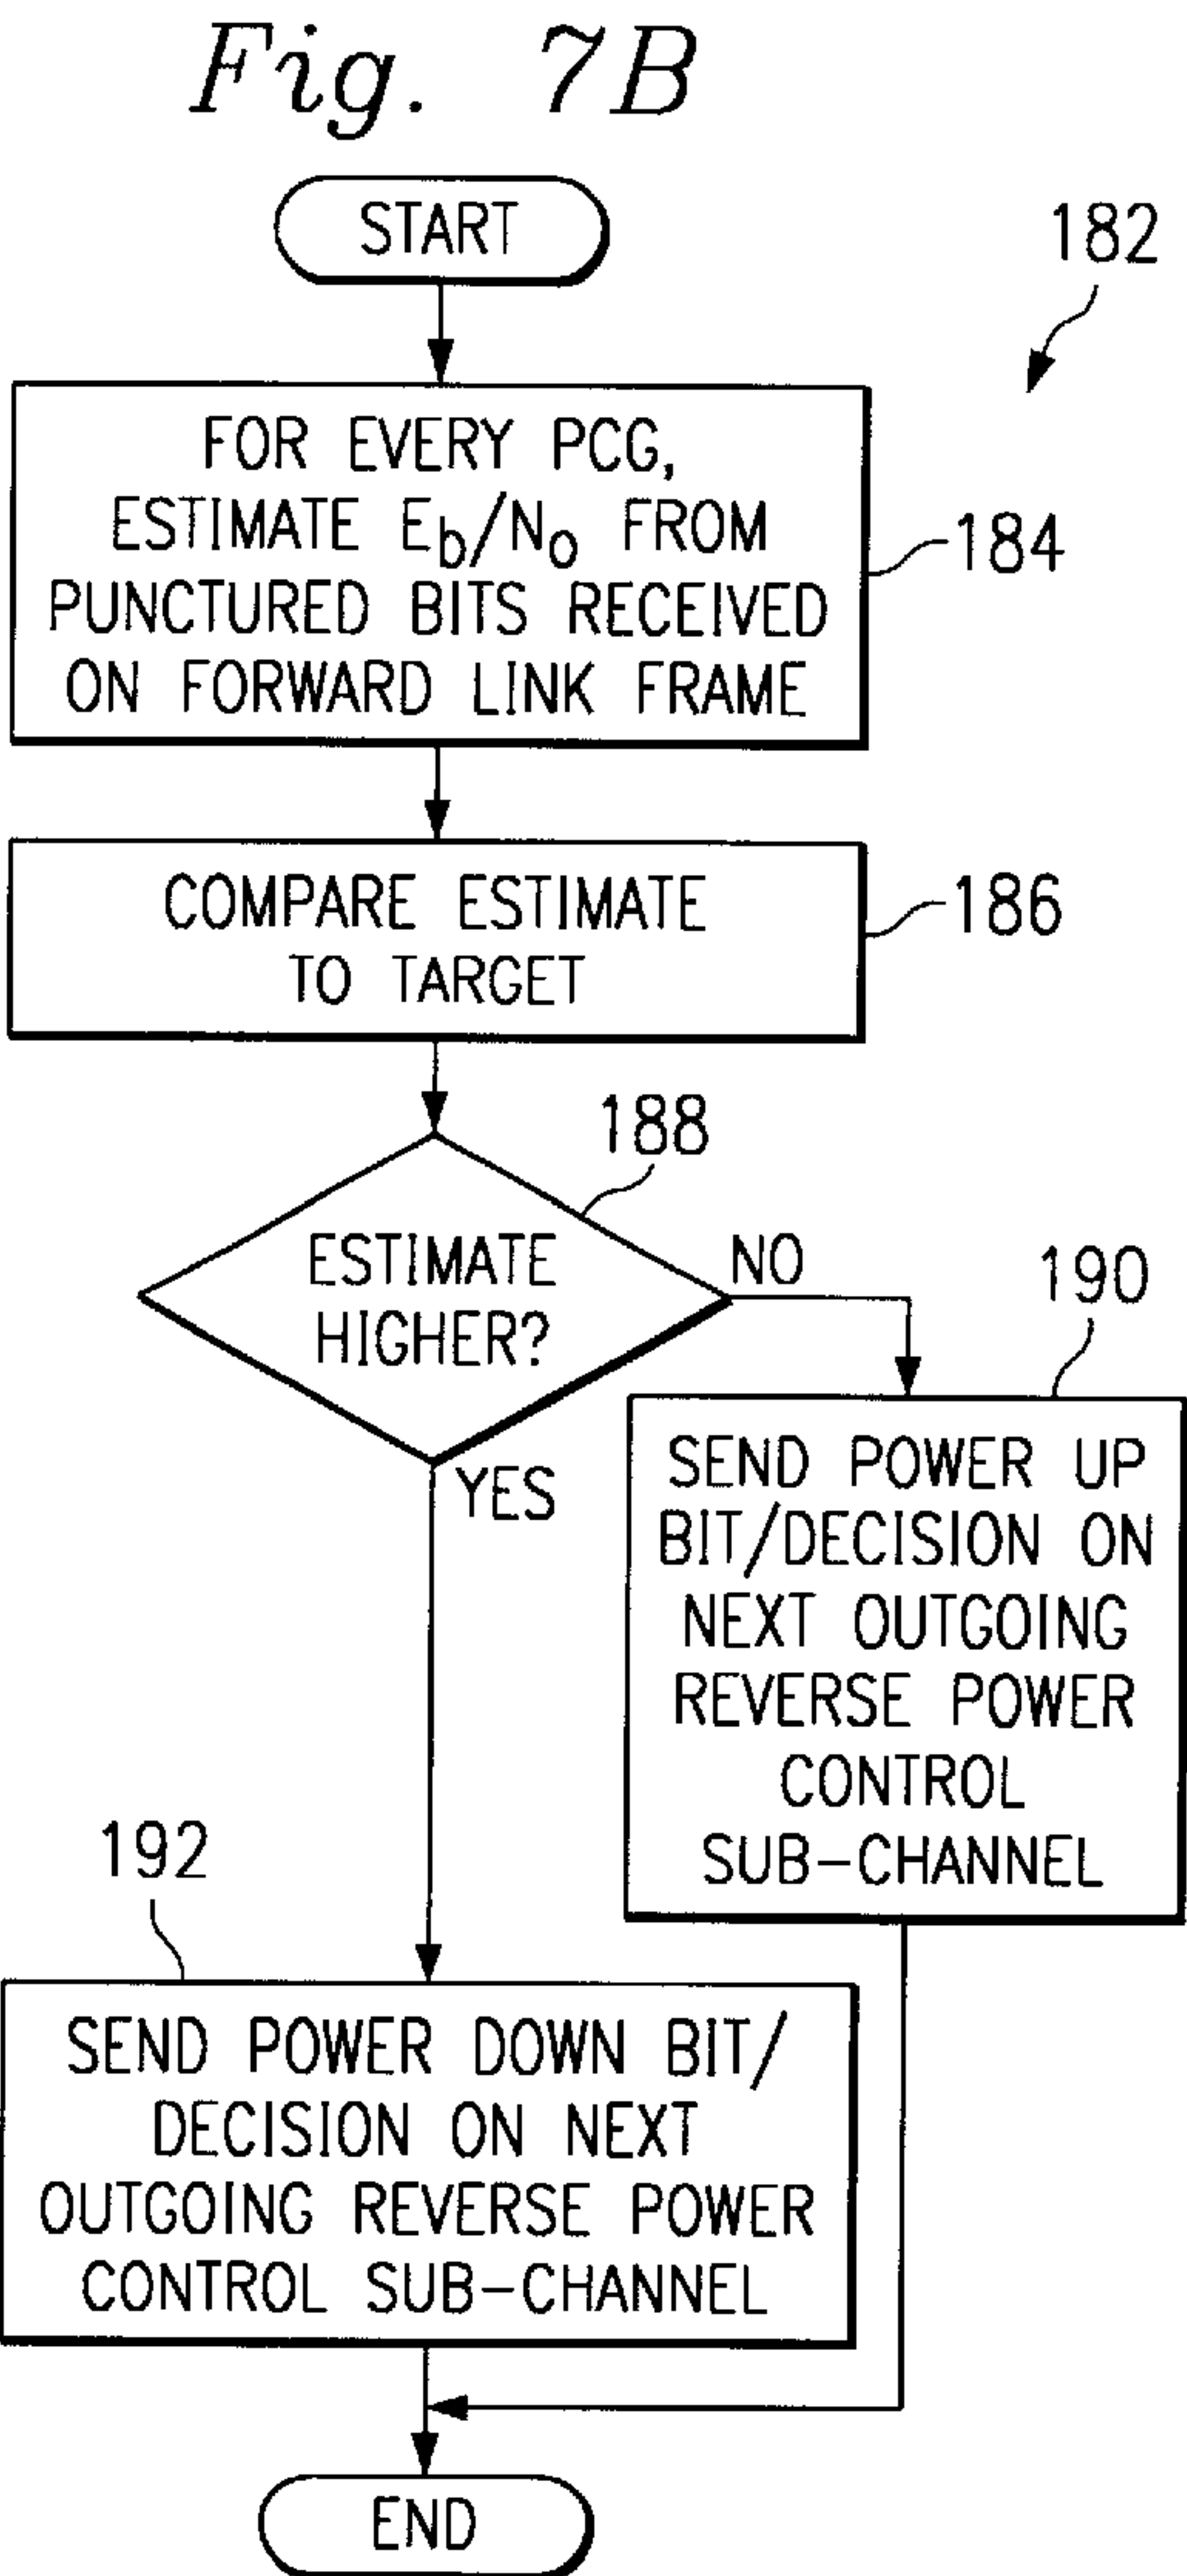 Fig. 7B
START
182
FOR EVERY PCG,
ESTIMATE Eb/No FROM
PUNCTURED BITS RECEIVED
ON FORWARD LINK FRAME
184
COMPARE ESTIMATE
TO TARGET
186
188
ESTIMATE
HIGHER?
NO
YES
190
SEND POWER UP
BIT/DECISION ON
NEXT OUTGOING
REVERSE POWER
CONTROL
SUB-CHANNEL
192
SEND POWER DOWN BIT/
DECISION ON NEXT
OUTGOING REVERSE POWER
CONTROL SUB-CHANNEL
END